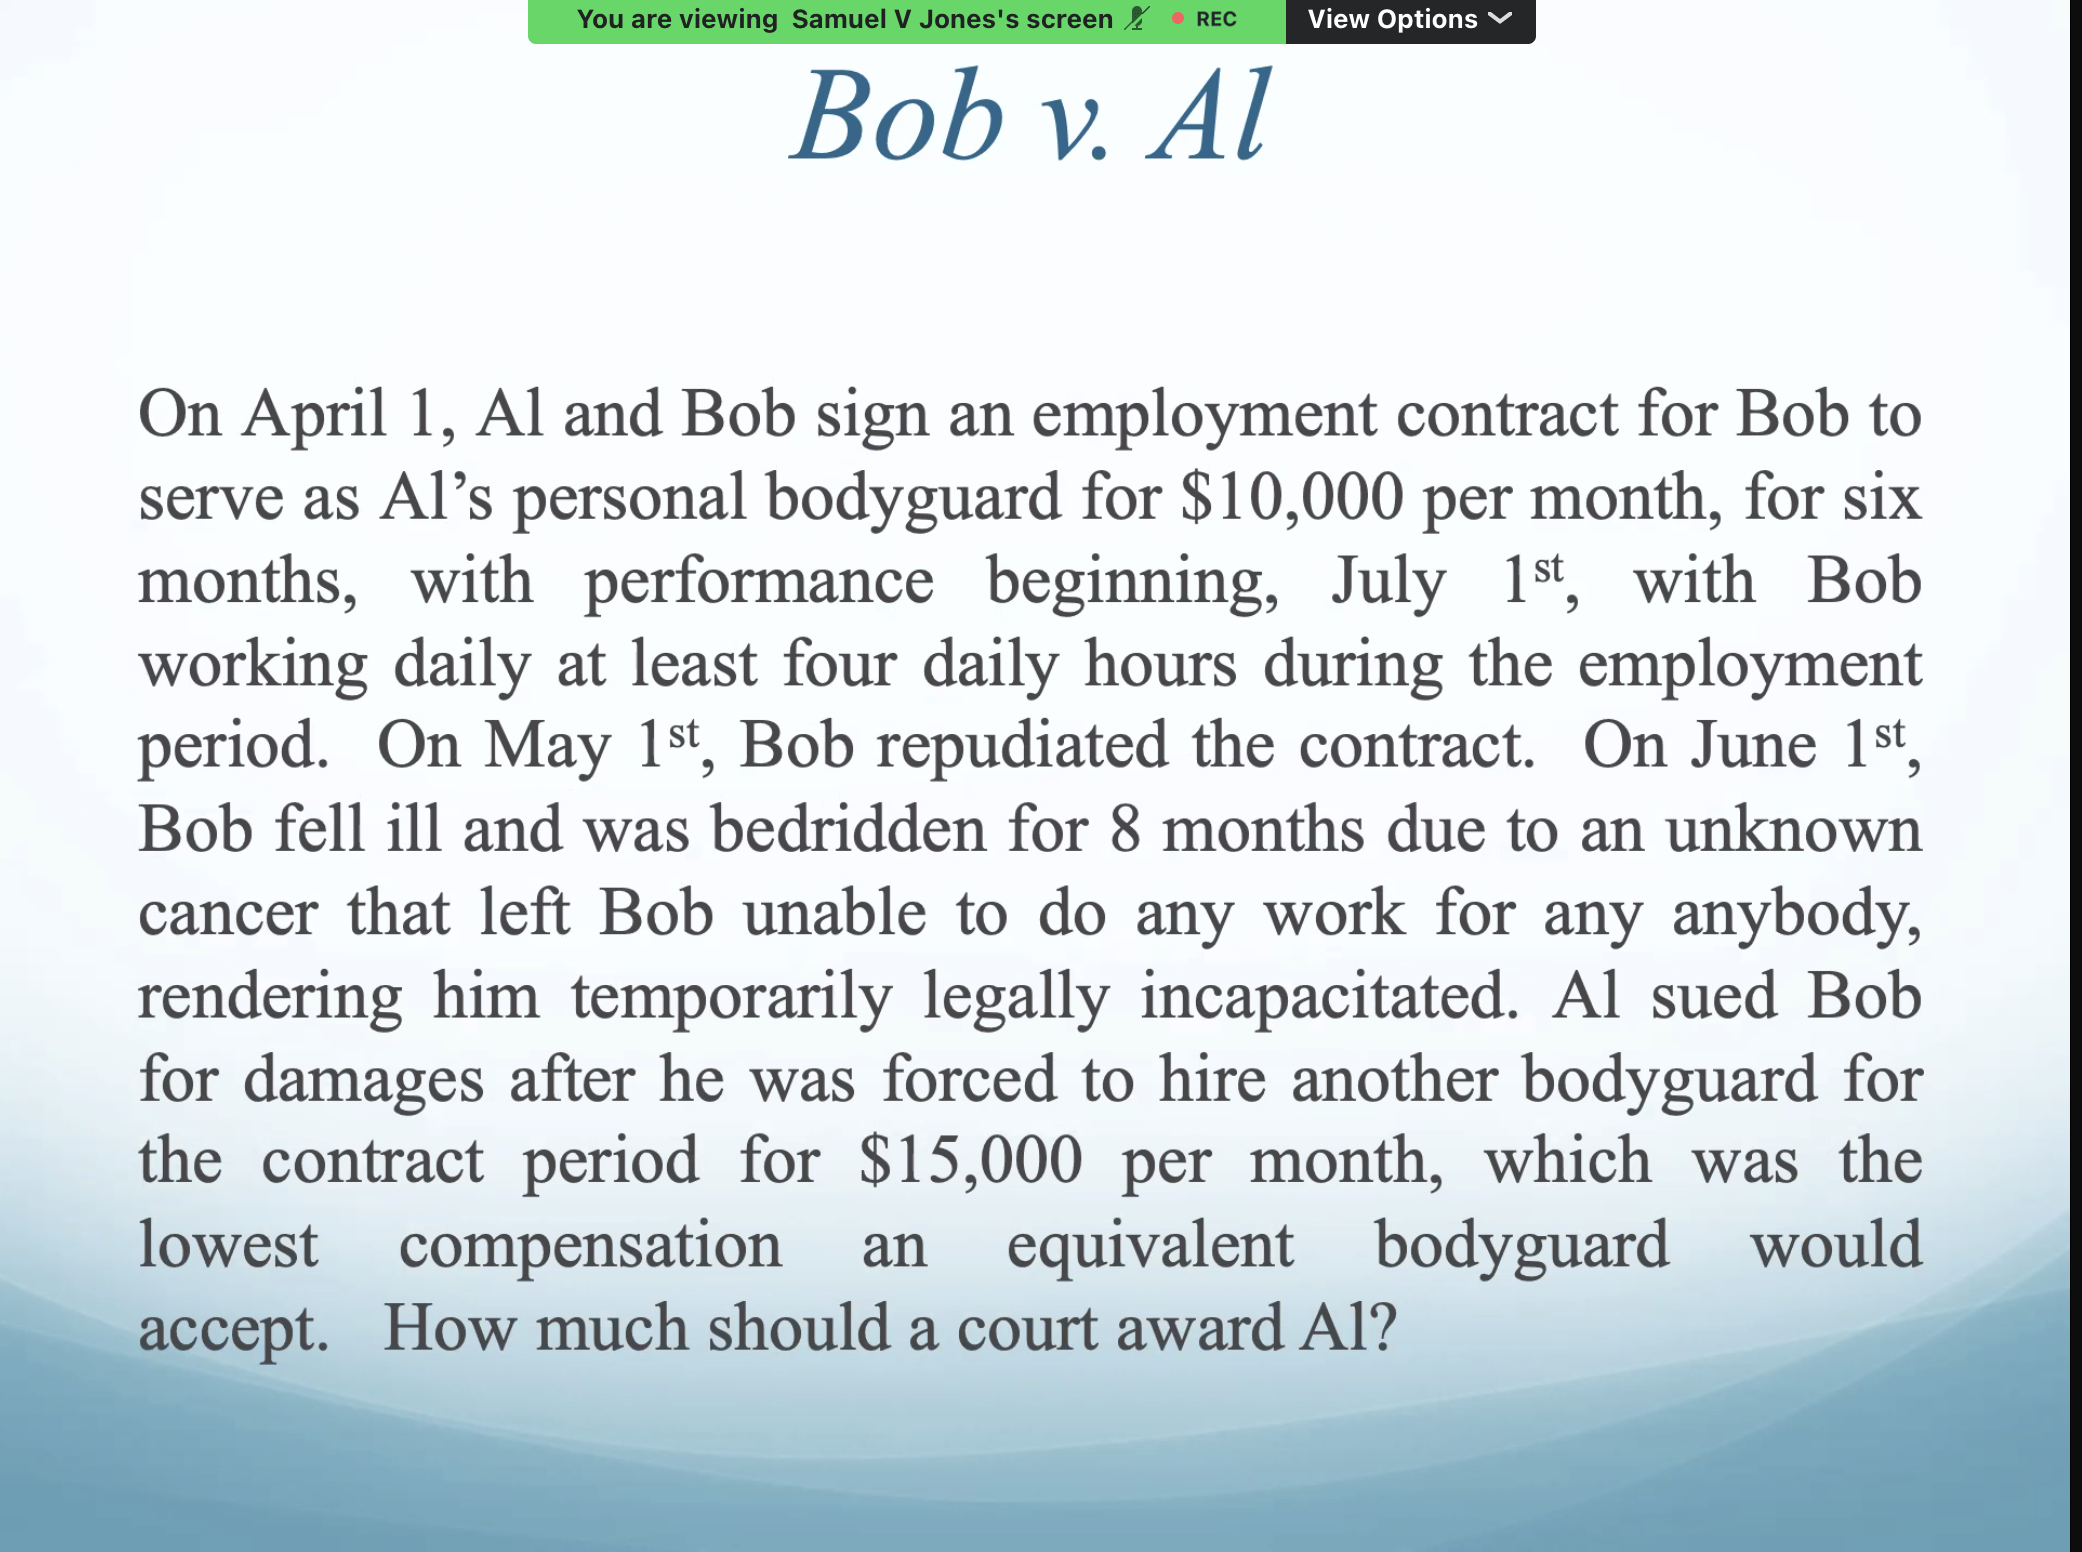 You are viewing Samuel V Jones's screen REC View Options
Bob v. Al
On April 1, Al and Bob sign an employment contract for Bob to
serve as Al’s personal bodyguard for $10,000 per month, for six
months, with performance beginning, July 1st, with Bob
working daily at least four daily hours during the employment
period. On May 1st, Bob repudiated the contract. On June 1st,
Bob fell ill and was bedridden for 8 months due to an unknown
cancer that left Bob unable to do any work for any anybody,
rendering him temporarily legally incapacitated. Al sued Bob
for damages after he was forced to hire another bodyguard for
the contract period for $15,000 per month, which was the
lowest compensation an equivalent bodyguard would
accept. How much should a court award Al?